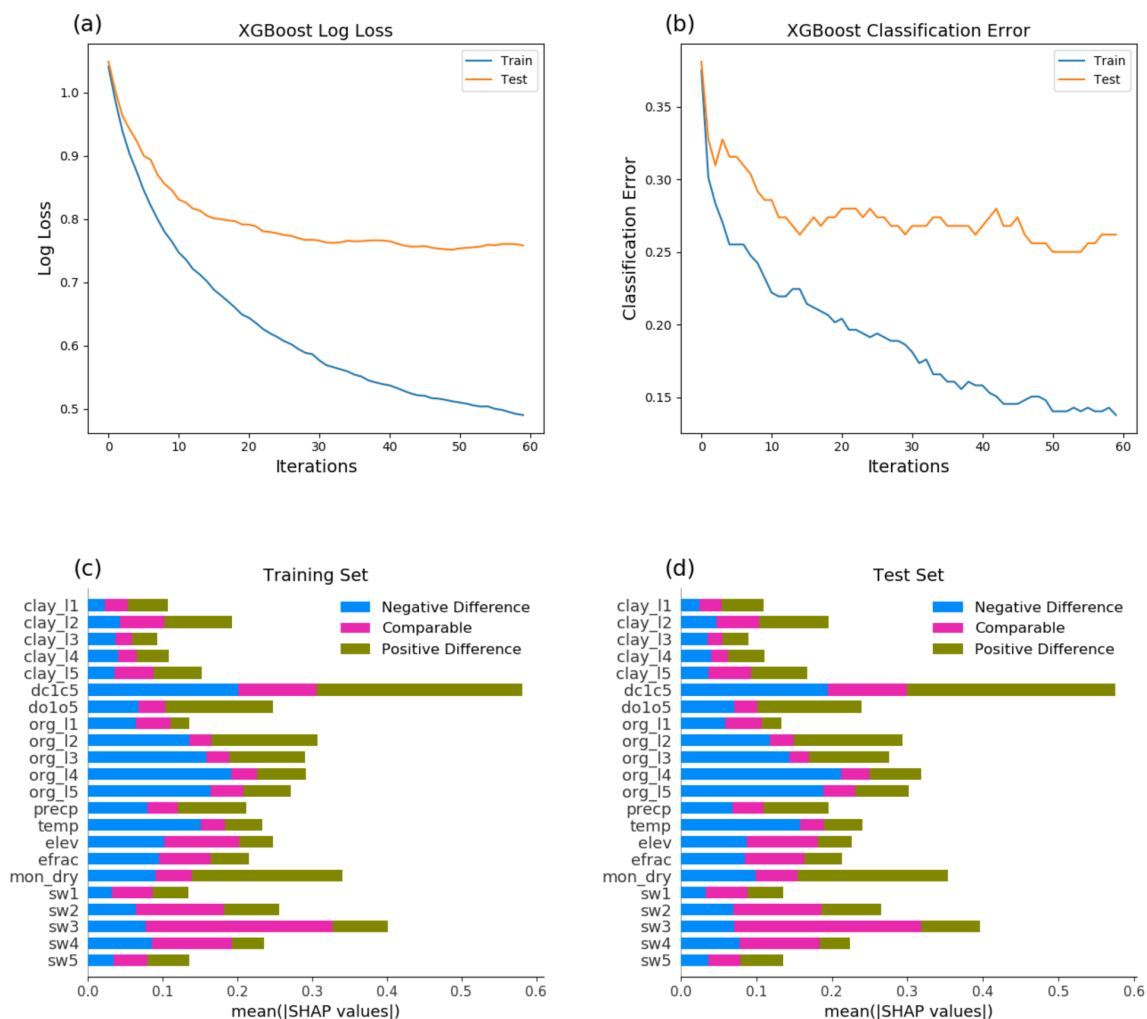 (a)
XGBoost Log Loss
Train
Test
1.0
0.9
0.8
0.7
0.6
0.5
Log Loss
0 10 20 30 40 50 60
Iterations
(b)
XGBoost Classification Error
Train
Test
0.35
0.30
0.25
0.20
0.15
Classification Error
0 10 20 30 40 50 60
Iterations
(c)
Training Set
Negative Difference
Comparable
Positive Difference
clay_l1
clay_l2
clay_l3
clay_l4
clay_l5
dc1c5
do1o5
org_l1
org_l2
org_l3
org_l4
org_l5
precp
temp
elev
efrac
mon_dry
sw1
sw2
sw3
sw4
sw5
0.0 0.1 0.2 0.3 0.4 0.5 0.6
mean(|SHAP values|)
(d)
Test Set
Negative Difference
Comparable
Positive Difference
clay_l1
clay_l2
clay_l3
clay_l4
clay_l5
dc1c5
do1o5
org_l1
org_l2
org_l3
org_l4
org_l5
precp
temp
elev
efrac
mon_dry
sw1
sw2
sw3
sw4
sw5
0.0 0.1 0.2 0.3 0.4 0.5 0.6
mean(|SHAP values|)